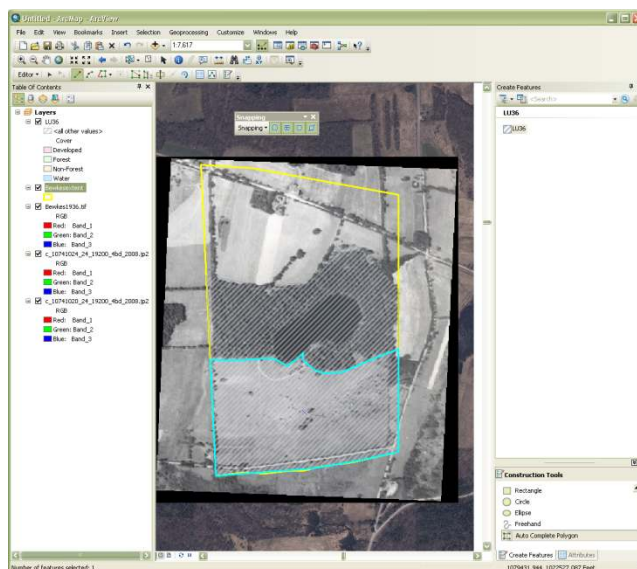 Untitled - ArcMap - ArcView
File Edit View Bookmarks Insert Selection Geoprocessing Customize Windows Help
1:7,617
Editor
Table Of Contents
Layers
LU36
<all other values>
Cover
Developed
Forest
Non-Forest
Water
Bewkes1936.tif
RGB
Red: Band_1
Green: Band_2
Blue: Band_3
c_10741024_24_19200_4bd_2008.jp2
RGB
Red: Band_1
Green: Band_2
Blue: Band_3
c_10741020_24_19200_4bd_2008.jp2
RGB
Red: Band_1
Green: Band_2
Blue: Band_3
Snapping
Snapping
Create Features
<Search>
LU36
LU36
Construction Tools
Rectangle
Circle
Ellipse
Freehand
Auto Complete Polygon
Create Features Attributes
Number of features selected: 1